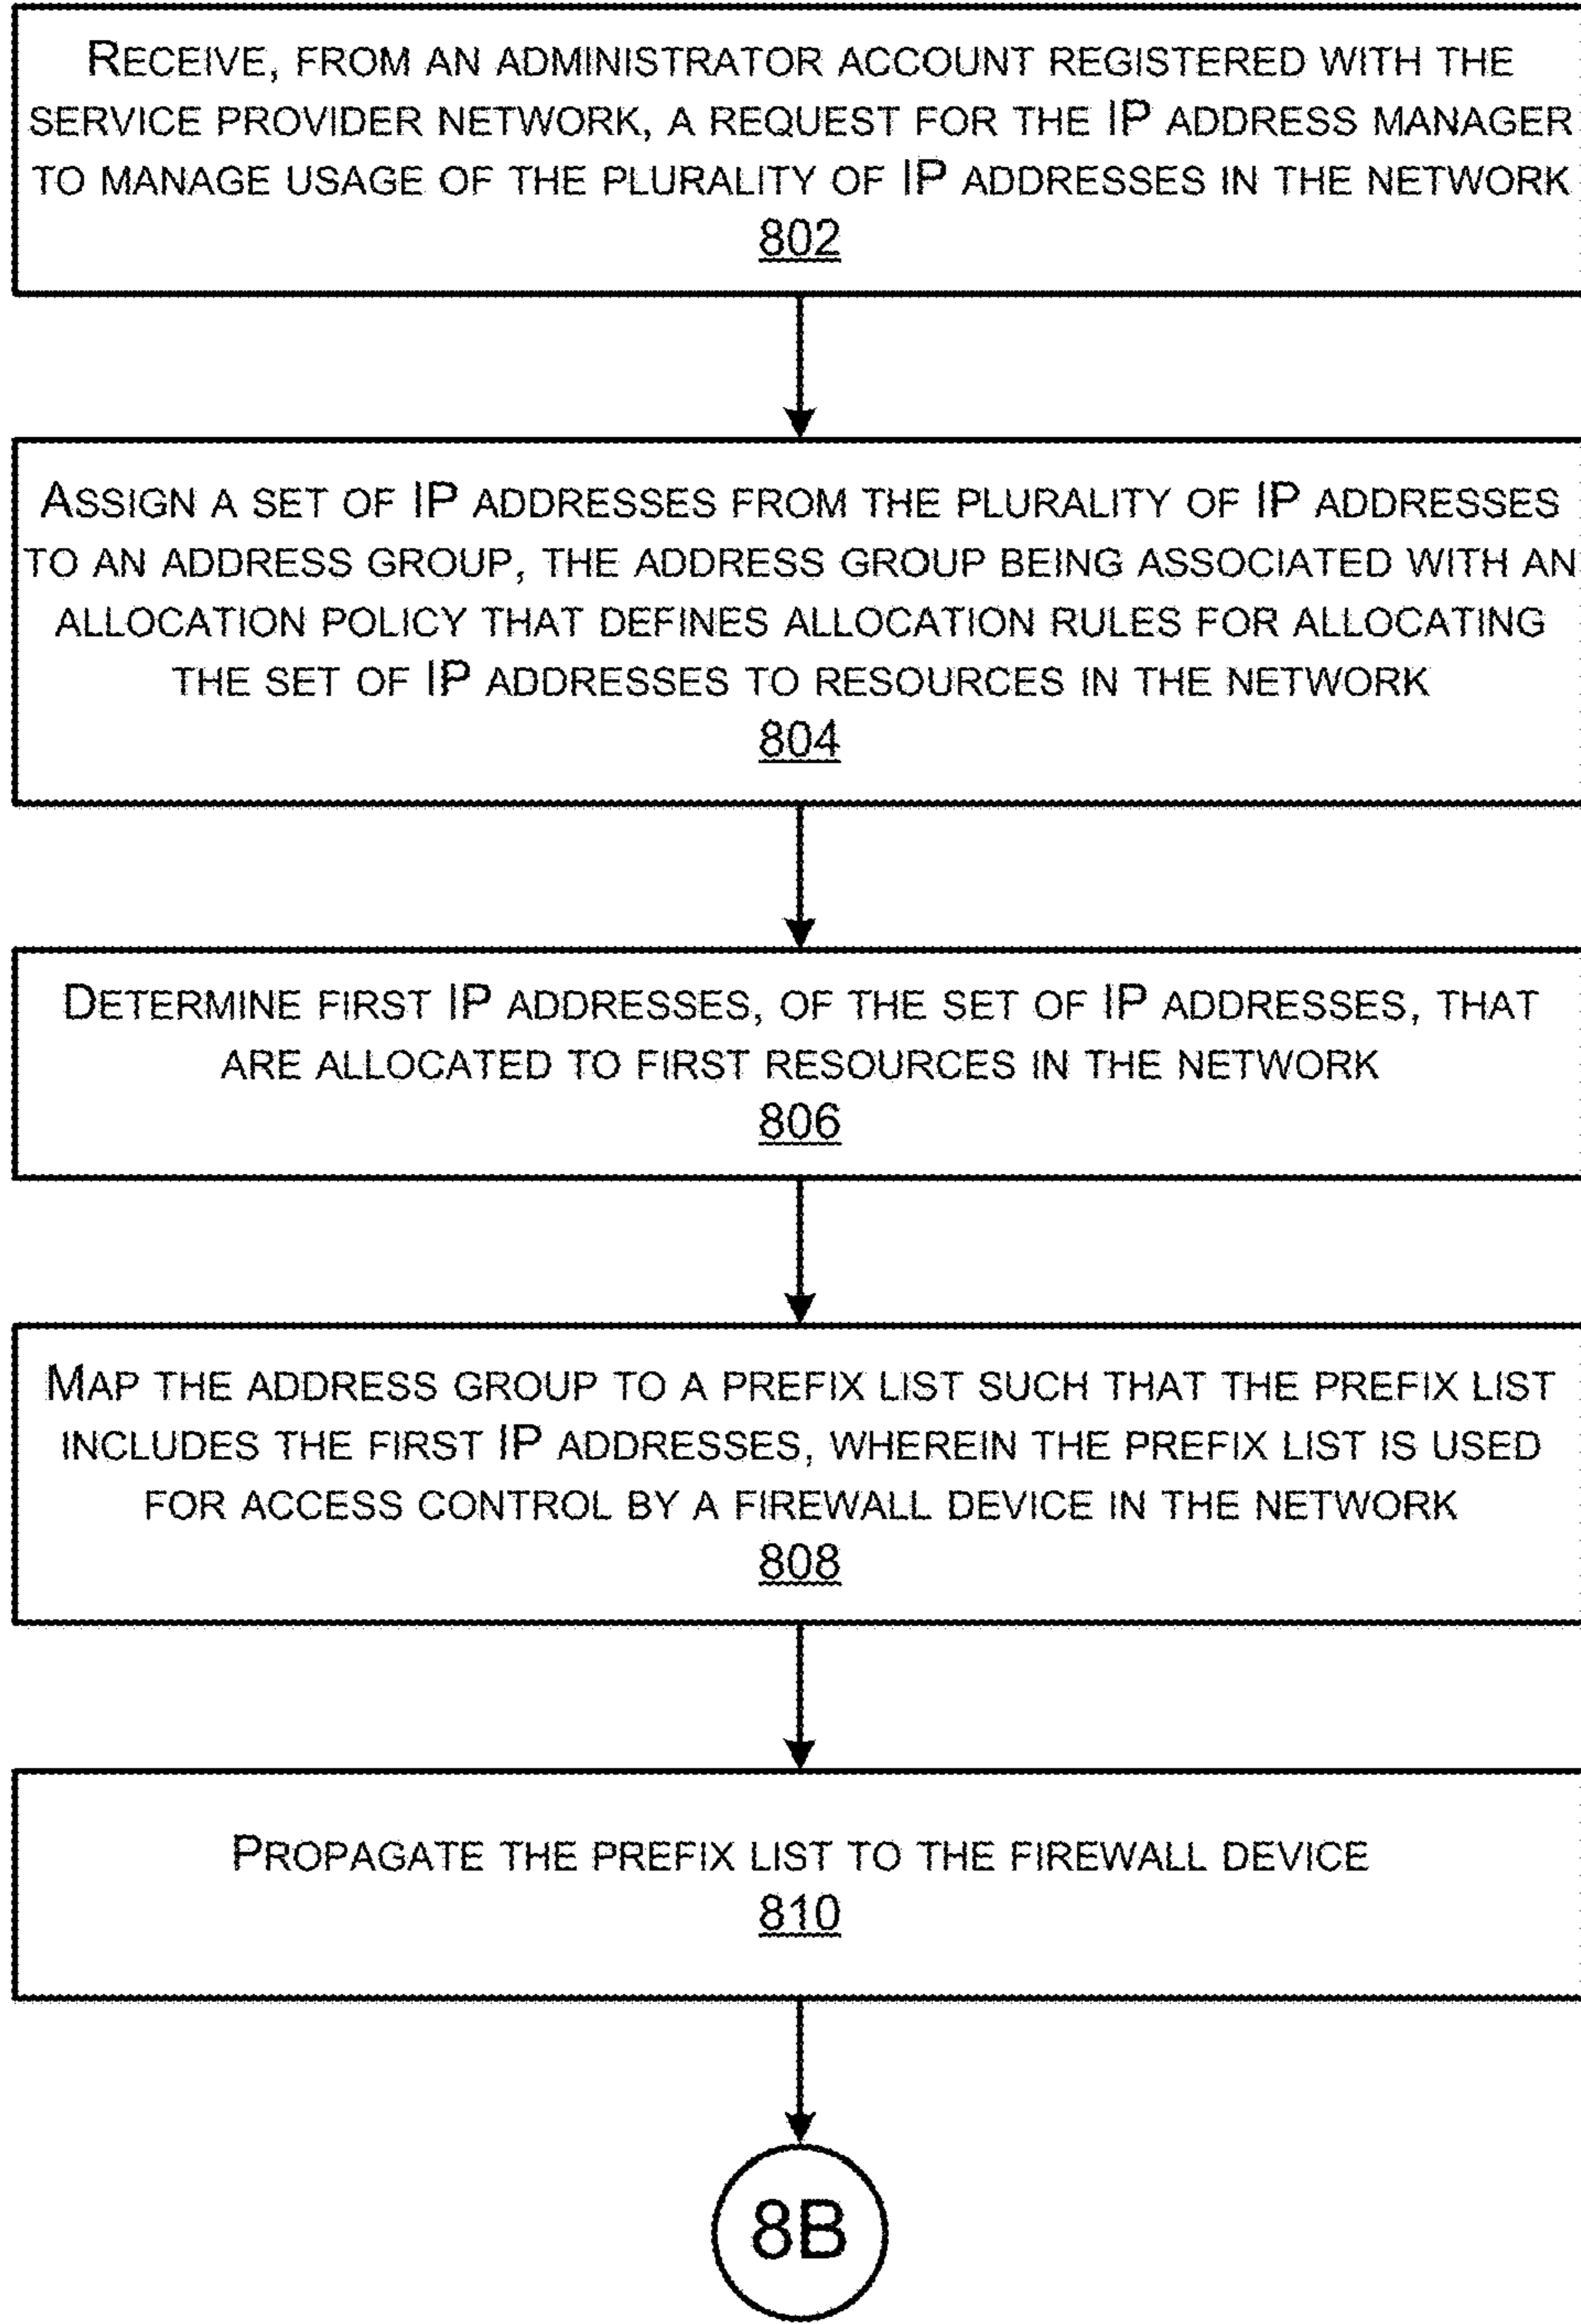 RECEIVE, FROM AN ADMINISTRATOR ACCOUNT REGISTERED WITH THE
SERVICE PROVIDER NETWORK, A REQUEST FOR THE IP ADDRESS MANAGER
TO MANAGE USAGE OF THE PLURALITY OF IP ADDRESSES IN THE NETWORK
802
ASSIGN A SET OF IP ADDRESSES FROM THE PLURALITY OF IP ADDRESSES
TO AN ADDRESS GROUP, THE ADDRESS GROUP BEING ASSOCIATED WITH AN
ALLOCATION POLICY THAT DEFINES ALLOCATION RULES FOR ALLOCATING
THE SET OF IP ADDRESSES TO RESOURCES IN THE NETWORK
804
DETERMINE FIRST IP ADDRESSES, OF THE SET OF IP ADDRESSES, THAT
ARE ALLOCATED TO FIRST RESOURCES IN THE NETWORK
806
MAP THE ADDRESS GROUP TO A PREFIX LIST SUCH THAT THE PREFIX LIST
INCLUDES THE FIRST IP ADDRESSES, WHEREIN THE PREFIX LIST IS USED
FOR ACCESS CONTROL BY A FIREWALL DEVICE IN THE NETWORK
808
PROPAGATE THE PREFIX LIST TO THE FIREWALL DEVICE
810
8B